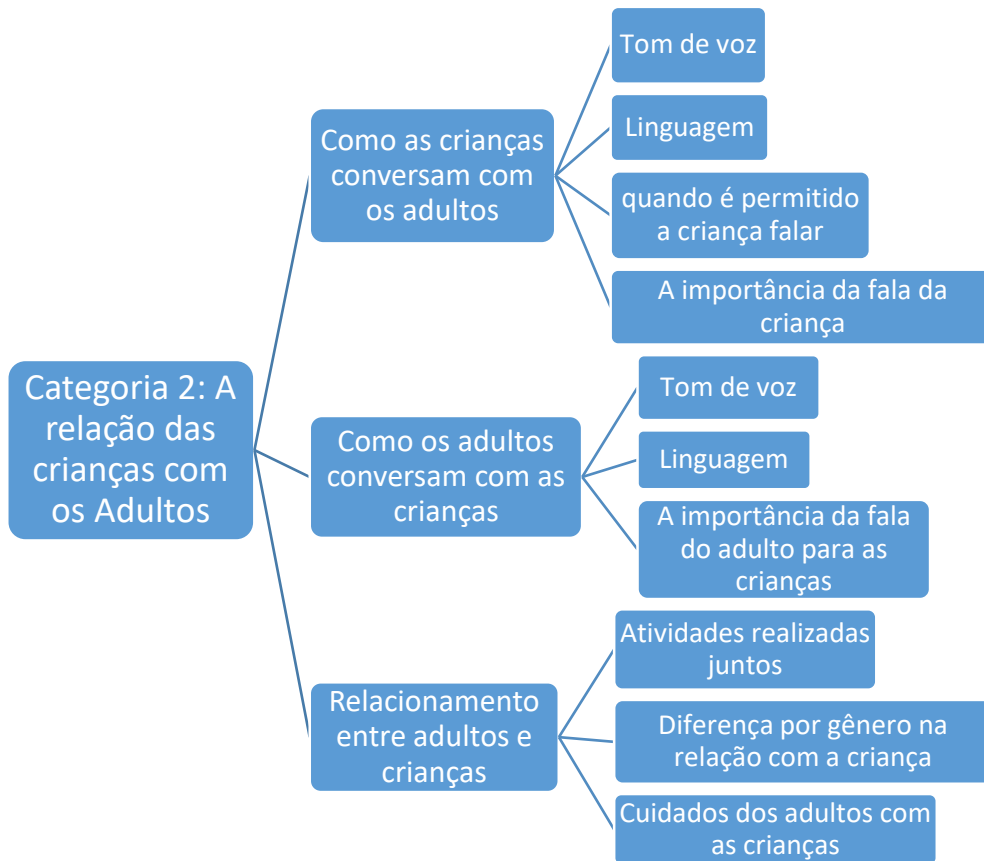 Categoria 2: A
relação das
crianças com
os Adultos
Como as crianças
conversam com
os adultos
Tom de voz
Linguagem
quando é permitido
a criança falar
A importância da fala da
criança
Como os adultos
conversam com as
crianças
Tom de voz
Linguagem
A importância da fala
do adulto para as
crianças
Relacionamento
entre adultos e
crianças
Atividades realizadas
juntos
Diferença por gênero na
relação com a criança
Cuidados dos adultos com
as crianças